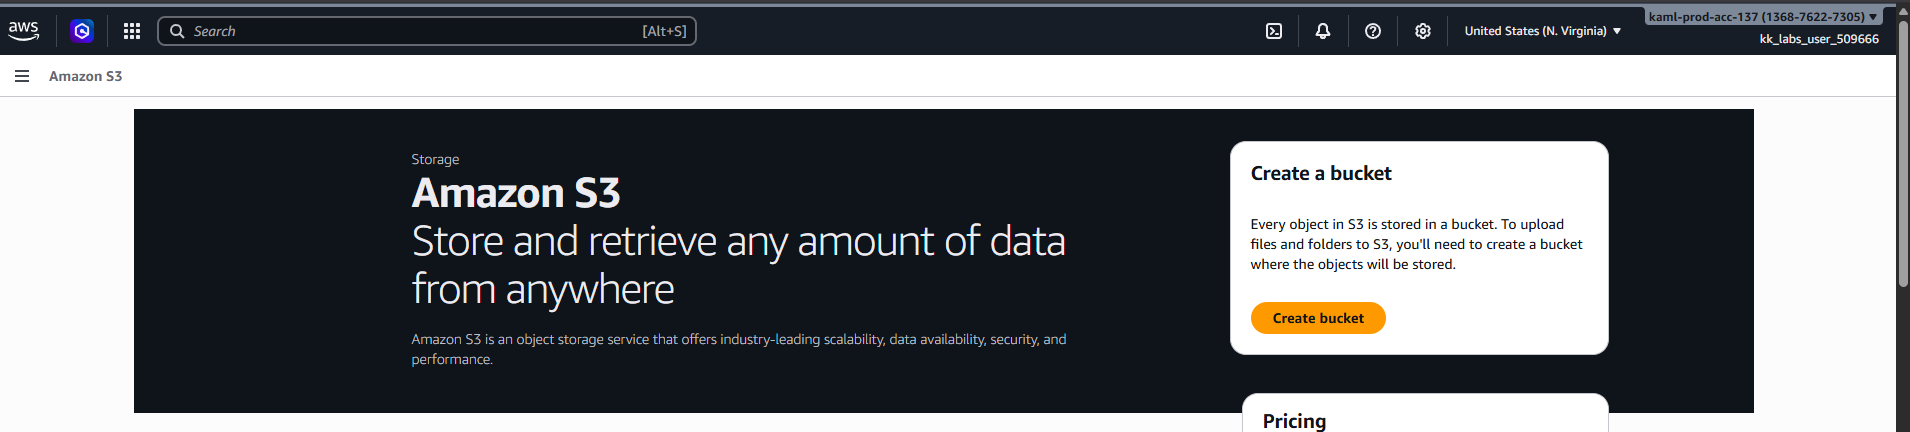 aws
Search
[Alt+S]
United States (N. Virginia)
kaml-prod-acc-137 (1368-7622-7305)
kk_labs_user_509666
Amazon S3
Storage
Amazon S3
Store and retrieve any amount of data
from anywhere
Amazon S3 is an object storage service that offers industry-leading scalability, data availability, security, and
performance.
Create a bucket
Every object in S3 is stored in a bucket. To upload
files and folders to S3, you'll need to create a bucket
where the objects will be stored.
Create bucket
Pricing